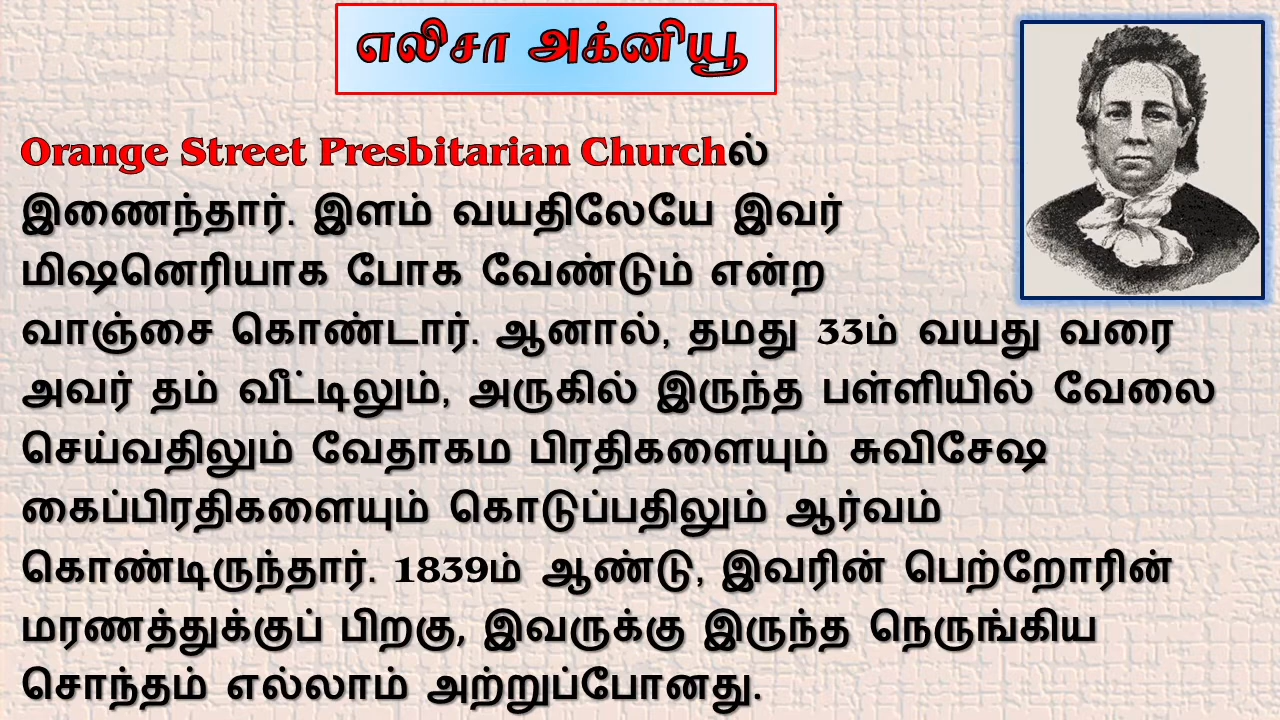 எலிசா அக்னியூ
Orange Street Presbitarian Churchல்
இணைந்தார். இளம் வயதிலேயே இவர்
மிஷனெரியாக போக வேண்டும் என்ற
வாஞ்சை கொண்டார். ஆனால், தமது 33ம் வயது வரை
அவர் தம் வீட்டிலும், அருகில் இருந்த பள்ளியில் வேலை
செய்வதிலும் வேதாகம பிரதிகளையும் சுவிசேஷ
கைப்பிரதிகளையும் கொடுப்பதிலும் ஆர்வம்
கொண்டிருந்தார். 1839ம் ஆண்டு, இவரின் பெற்றோரின்
மரணத்துக்குப் பிறகு, இவருக்கு இருந்த நெருங்கிய
சொந்தம் எல்லாம் அற்றுப்போனது.